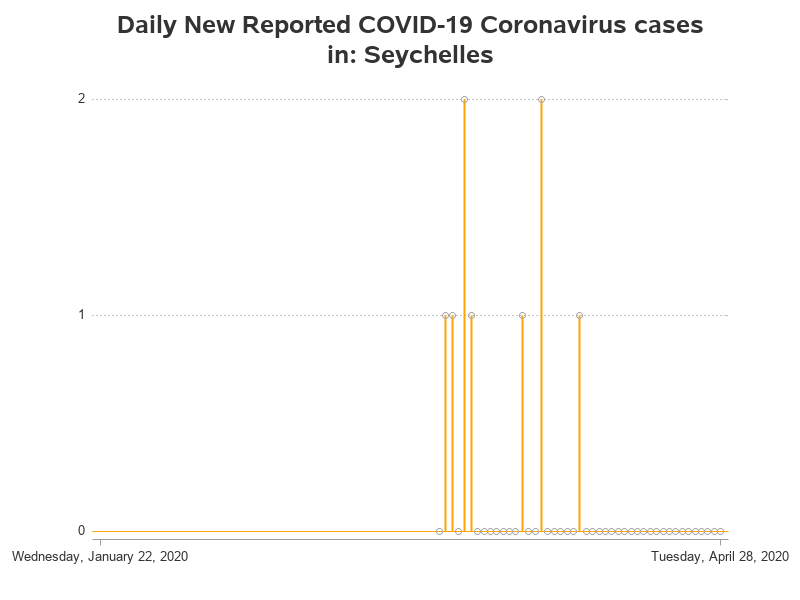 Daily New Reported COVID-19 Coronavirus cases
in: Seychelles
2
1
0
Wednesday, January 22, 2020
Tuesday, April 28, 2020